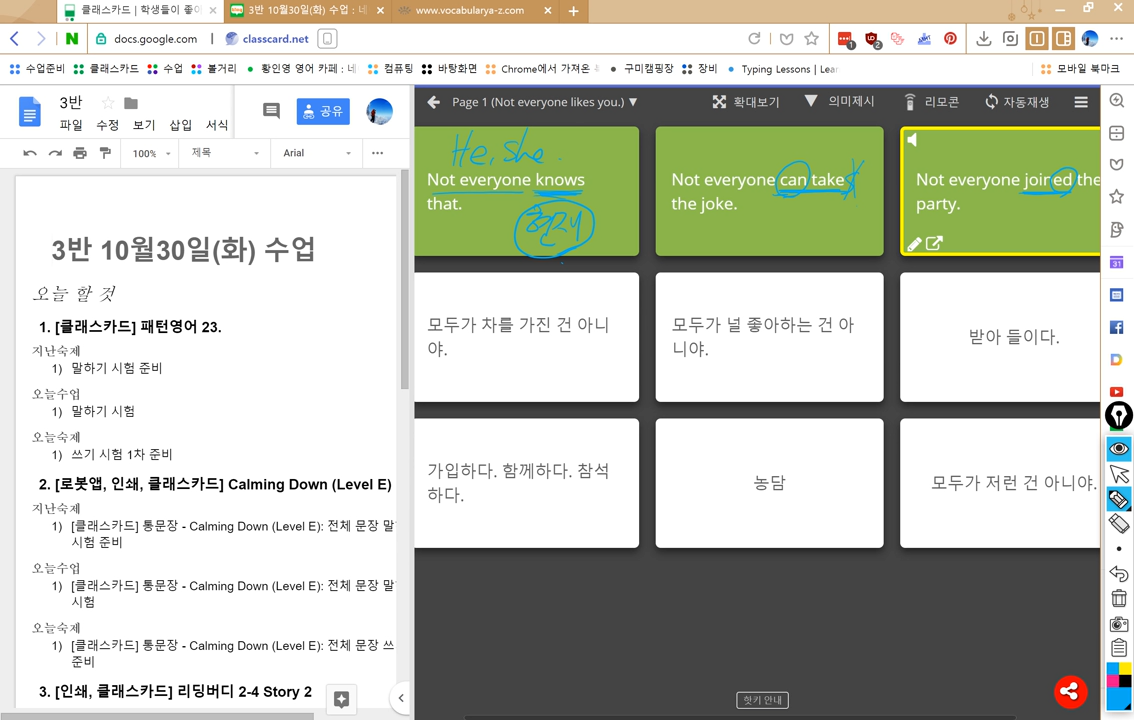 클래스카드 | 학생들이 좋아
3반 10월30일(화) 수업 : 네
www.vocabularya-z.com
docs.google.com
classcard.net
수업준비
클래스카드
수업
볼거리
황인영 영어 카페 : 네
컴퓨팅
바탕화면
Chrome에서 가져온
구미캠핑장
장비
Typing Lessons | Lear
모바일 북마크
3반
파일 수정 보기 삽입 서식
공유
100% 제목 Arial
3반 10월30일(화) 수업
오늘 할 것
1. [클래스카드] 패턴영어 23.
지난숙제
1) 말하기 시험 준비
오늘수업
1) 말하기 시험
오늘숙제
1) 쓰기 시험 1차 준비
2. [로봇앱, 인쇄, 클래스카드] Calming Down (Level E)
지난숙제
1) [클래스카드] 통문장 - Calming Down (Level E): 전체 문장 말
시험 준비
오늘수업
1) [클래스카드] 통문장 - Calming Down (Level E): 전체 문장 말
시험
오늘숙제
1) [클래스카드] 통문장 - Calming Down (Level E): 전체 문장 쓰
준비
3. [인쇄, 클래스카드] 리딩버디 2-4 Story 2
Page 1 (Not everyone likes you.) ▼
확대보기
의미제시
리모콘
자동재생
He, she.
Not everyone knows
that.
현재
Not everyone can take
the joke.
Not everyone joined the
party.
모두가 차를 가진 건 아니
야.
모두가 널 좋아하는 건 아
니야.
받아 들이다.
가입하다. 함께하다. 참석
하다.
농담
모두가 저런 건 아니야.
핫키 안내
1
2
31